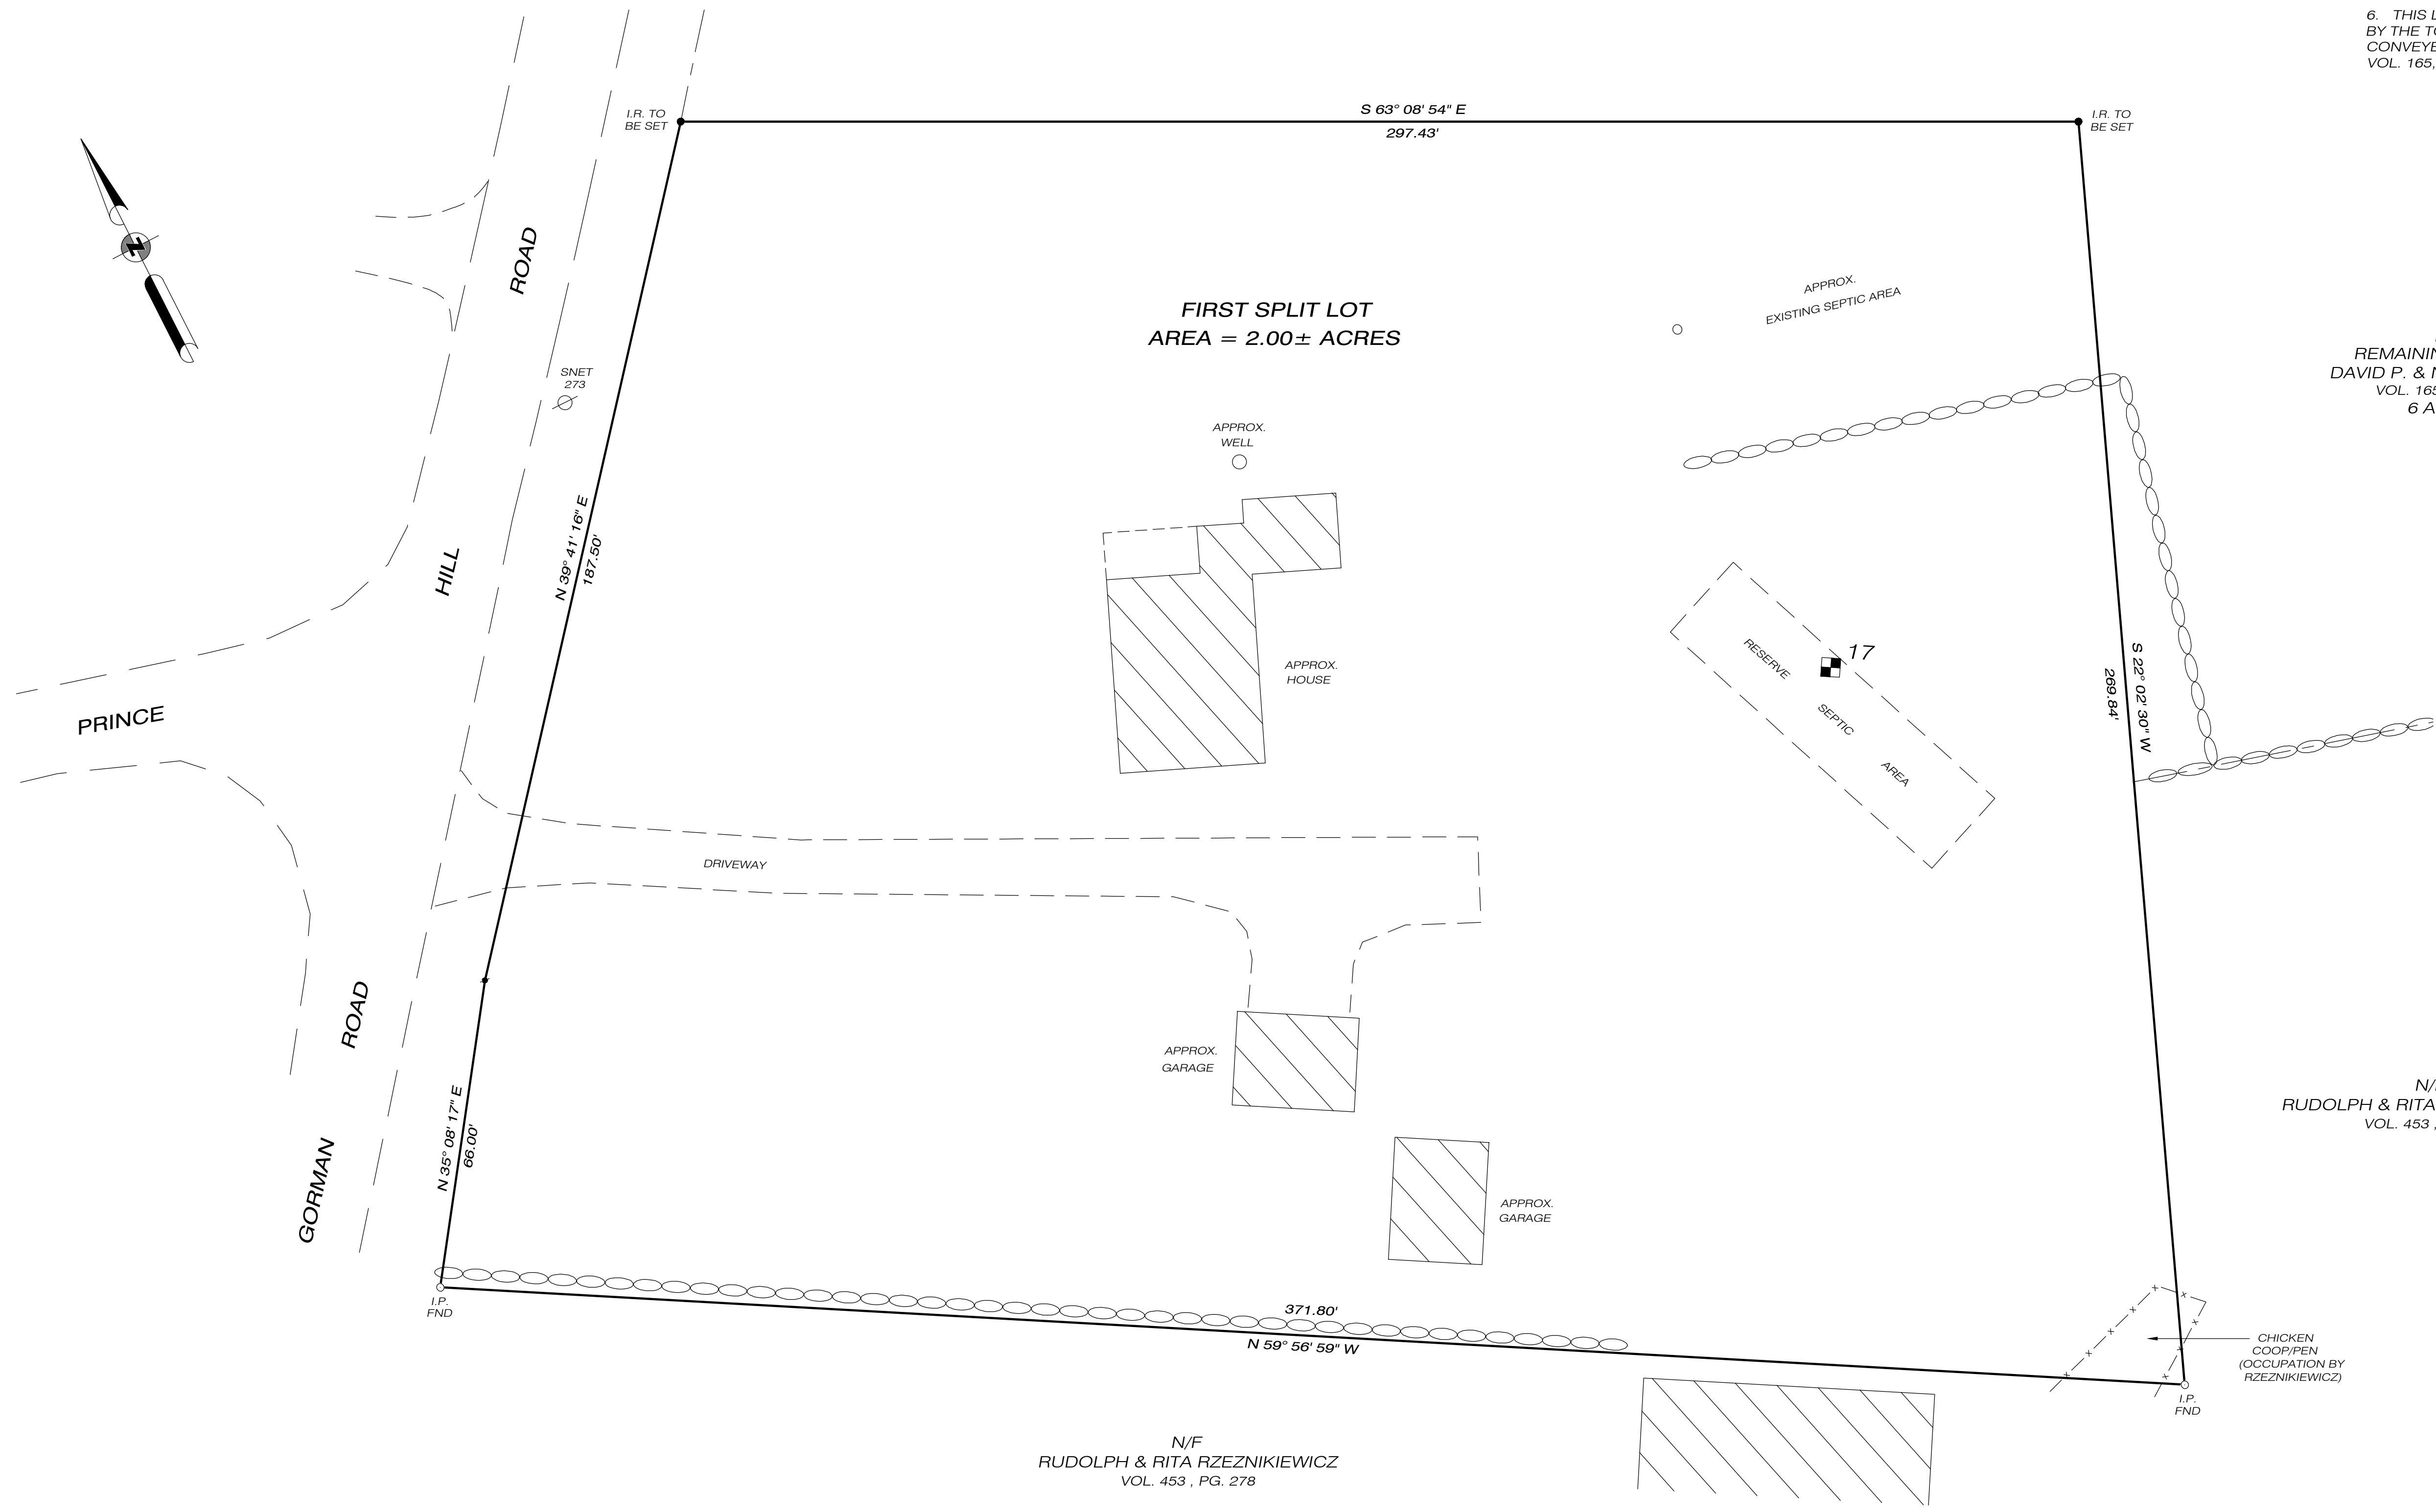 6. THIS L
BY THE TO
CONVEYE
VOL. 165,
S 63° 08' 54" E
297.43'
I.R. TO
BE SET
I.R. TO
BE SET
N
ROAD
FIRST SPLIT LOT
AREA = 2.00± ACRES
APPROX.
EXISTING SEPTIC AREA
SNET
273
REMAININ
DAVID P. & N
VOL. 165
6 A
APPROX.
WELL
HILL
N 39° 41' 16" E
187.50'
APPROX.
HOUSE
RESERVE
SEPTIC
AREA
17
S 22° 02' 30" W
269.84'
PRINCE
DRIVEWAY
ROAD
APPROX.
GARAGE
N/
RUDOLPH & RITA
VOL. 453 ,
N 35° 08' 17" E
66.00'
GORMAN
APPROX.
GARAGE
I.P.
FND
371.80'
N 59° 56' 59" W
CHICKEN
COOP/PEN
(OCCUPATION BY
RZEZNIKIEWICZ)
I.P.
FND
N/F
RUDOLPH & RITA RZEZNIKIEWICZ
VOL. 453 , PG. 278